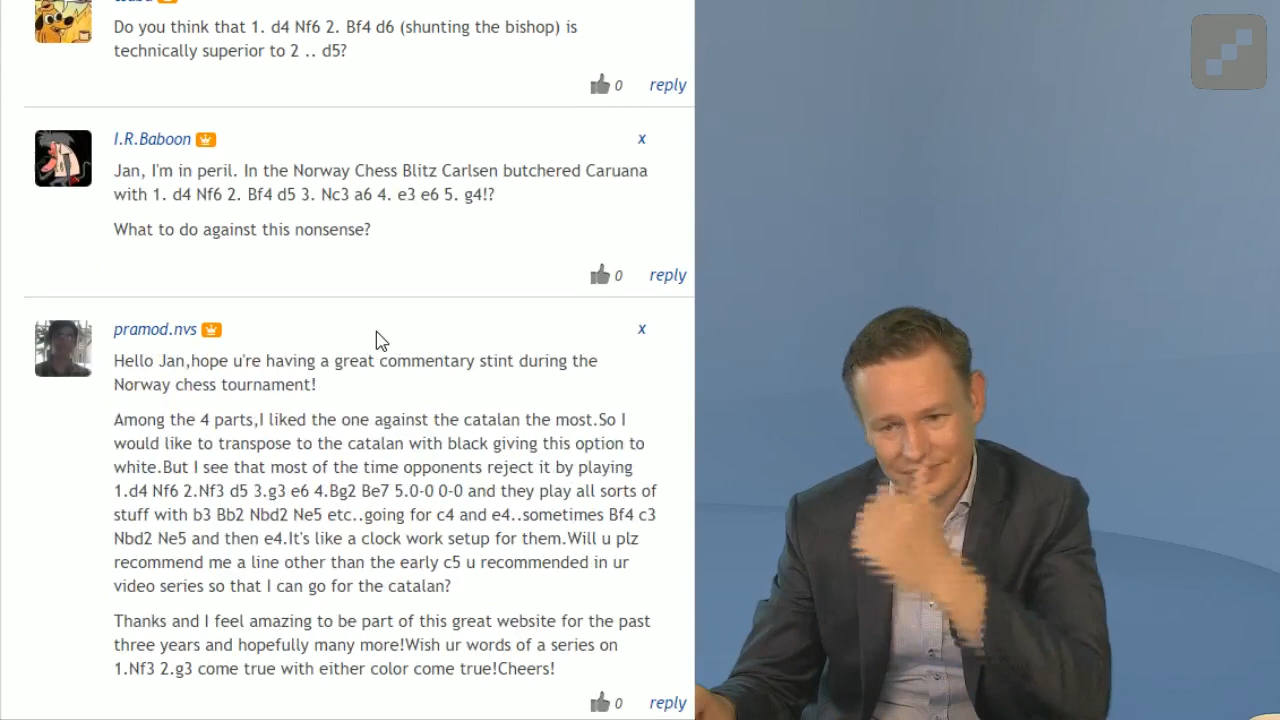 Do you think that 1. d4 Nf6 2. Bf4 d6 (shunting the bishop) is
technically superior to 2 .. d5?
0 reply
I.R.Baboon x
Jan, I'm in peril. In the Norway Chess Blitz Carlsen butchered Caruana
with 1. d4 Nf6 2. Bf4 d5 3. Nc3 a6 4. e3 e6 5. g4!?
What to do against this nonsense?
0 reply
pramod.nvs x
Hello Jan,hope u're having a great commentary stint during the
Norway chess tournament!
Among the 4 parts,I liked the one against the catalan the most.So I
would like to transpose to the catalan with black giving this option to
white.But I see that most of the time opponents reject it by playing
1.d4 Nf6 2.Nf3 d5 3.g3 e6 4.Bg2 Be7 5.0-0 0-0 and they play all sorts of
stuff with b3 Bb2 Nbd2 Ne5 etc..going for c4 and e4..sometimes Bf4 c3
Nbd2 Ne5 and then e4.It's like a clock work setup for them.Will u plz
recommend me a line other than the early c5 u recommended in ur
video series so that I can go for the catalan?
Thanks and I feel amazing to be part of this great website for the past
three years and hopefully many more!Wish ur words of a series on
1.Nf3 2.g3 come true with either color come true!Cheers!
0 reply